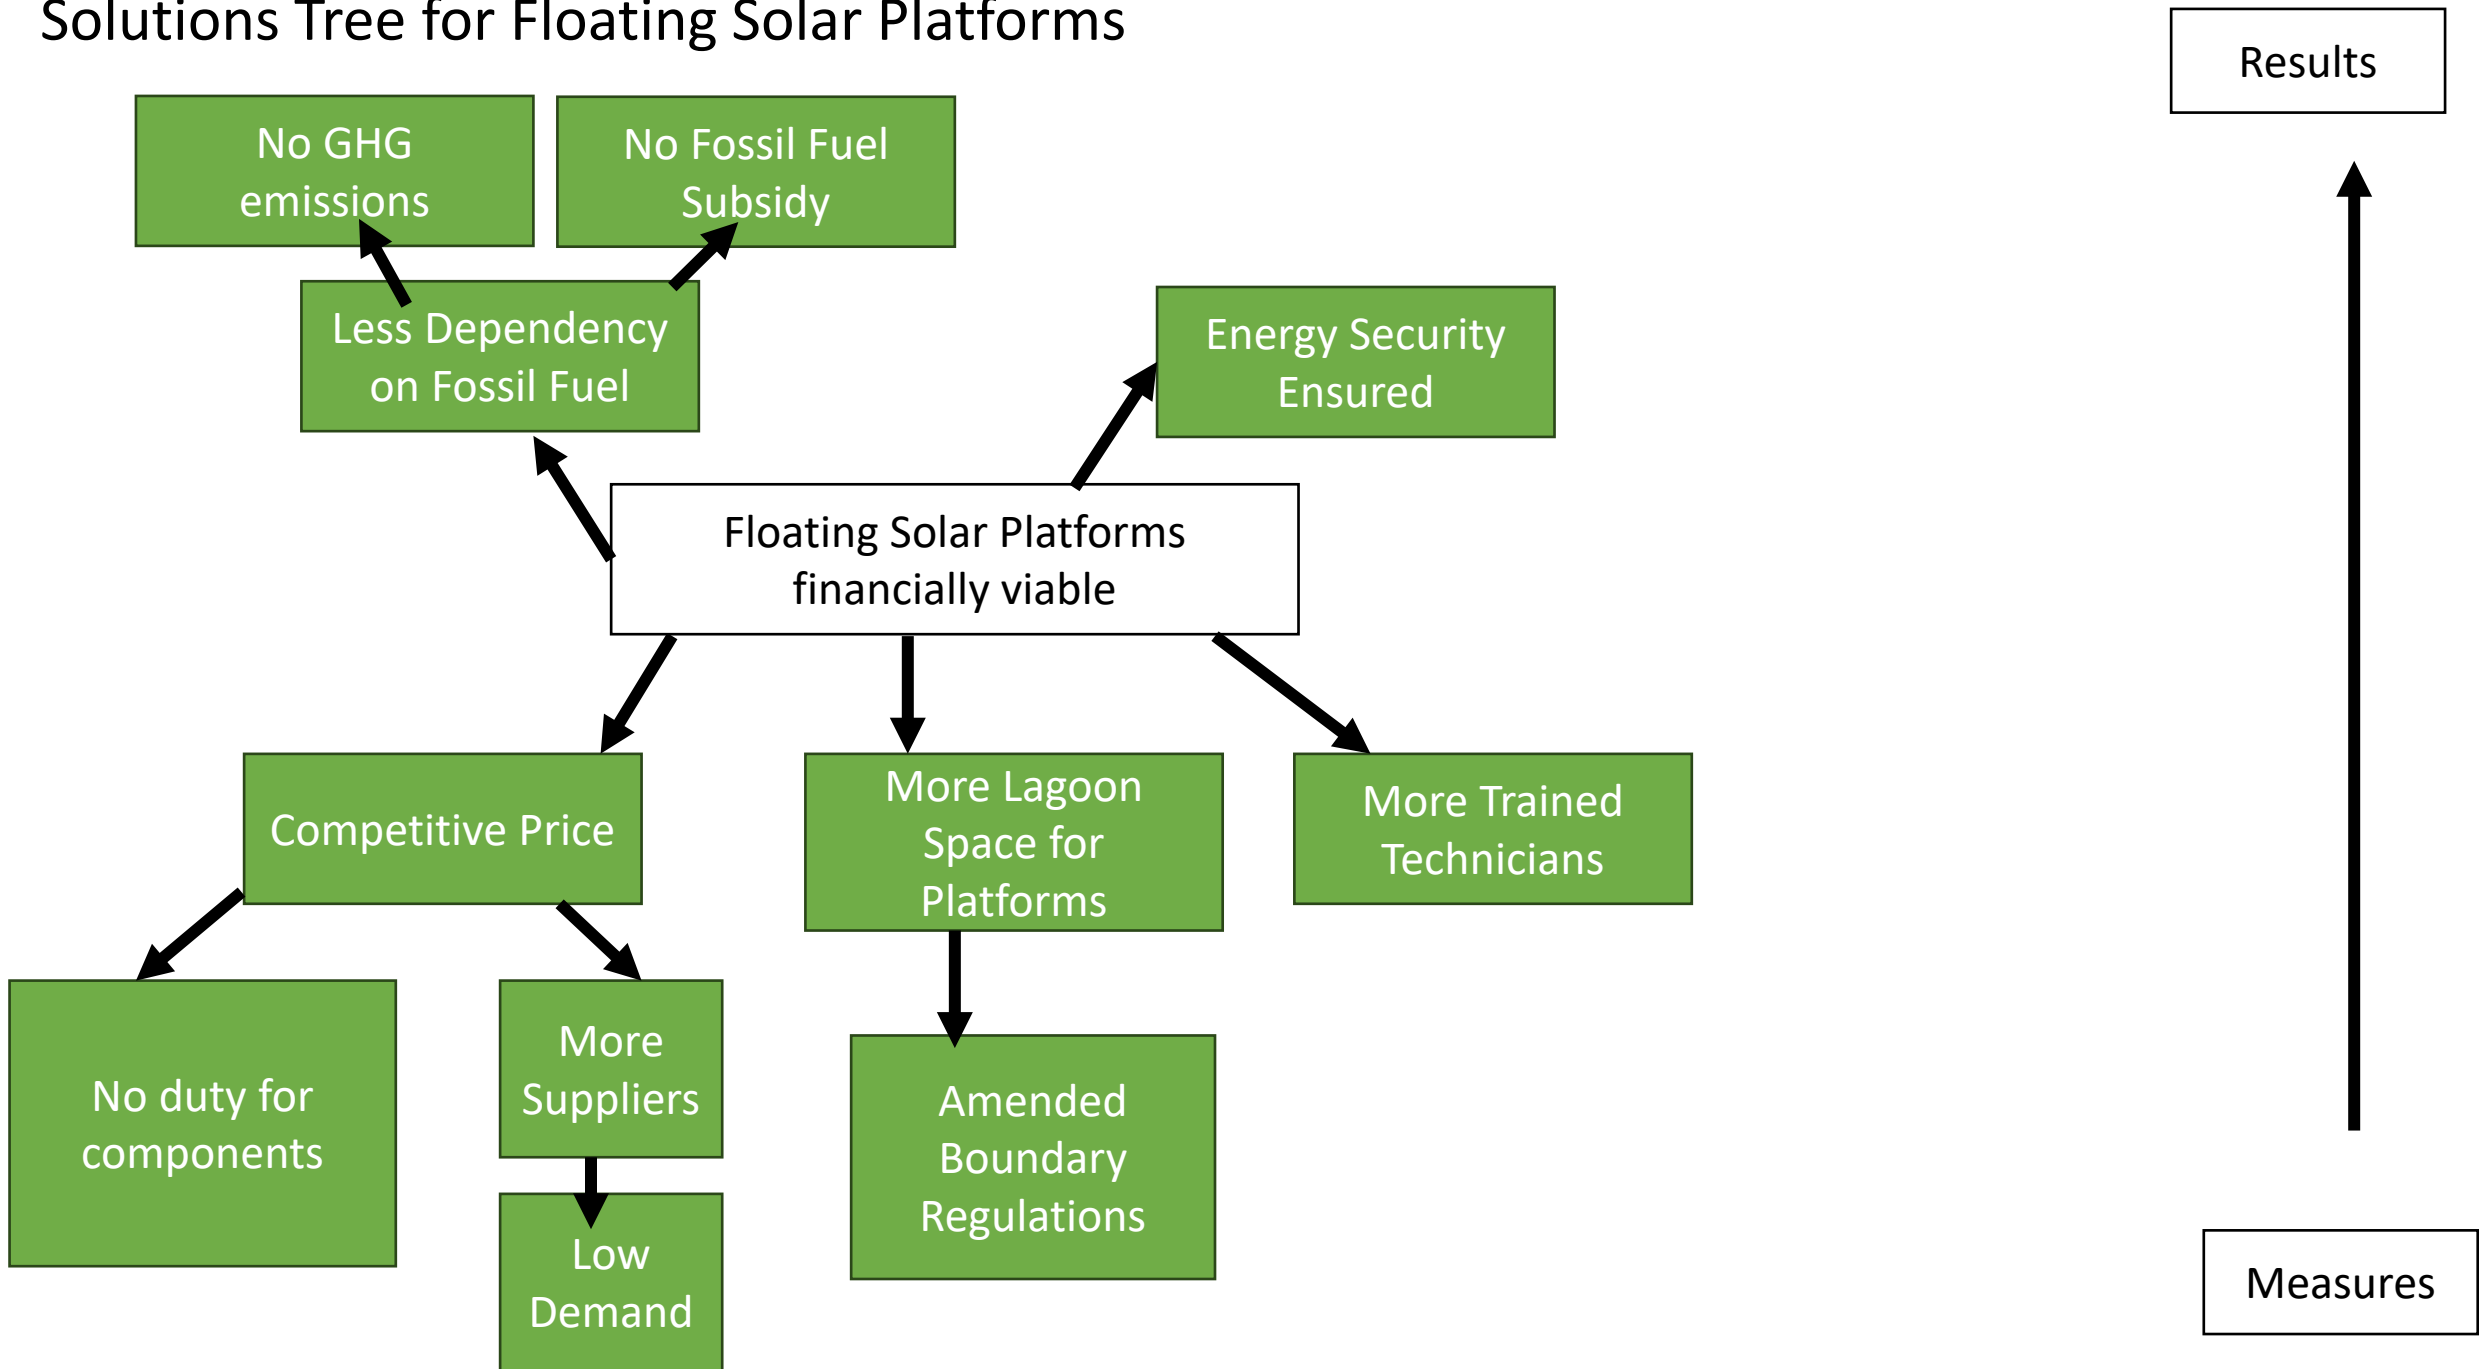 Solutions Tree for Floating Solar Platforms
Results
No GHG
emissions
No Fossil Fuel
Subsidy
Less Dependency
on Fossil Fuel
Energy Security
Ensured
Floating Solar Platforms
financially viable
Competitive Price
More Lagoon
Space for
Platforms
More Trained
Technicians
No duty for
components
More
Suppliers
Amended
Boundary
Regulations
Low
Demand
Measures